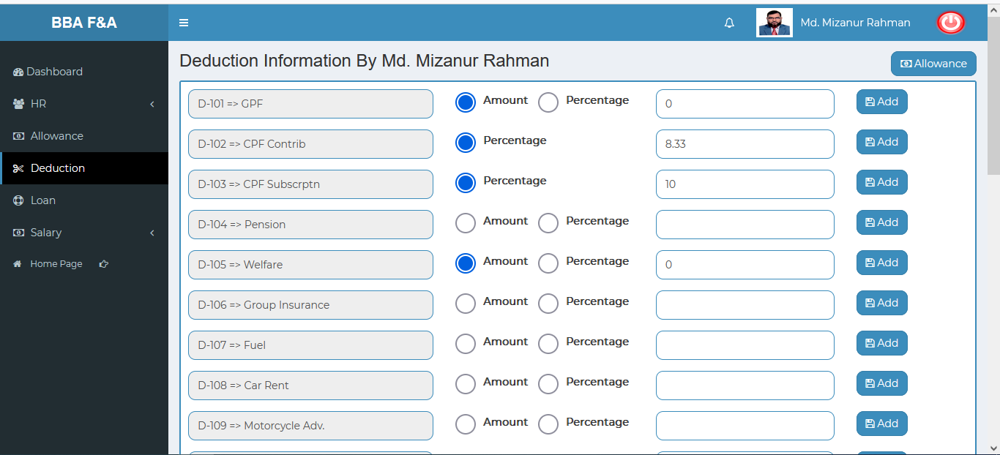 BBA F&A
Md. Mizanur Rahman
Dashboard
HR
Allowance
Deduction
Loan
Salary
Home Page
Deduction Information By Md. Mizanur Rahman
Allowance
D-101 => GPF Amount Percentage 0 Add
D-102 => CPF Contrib Percentage 8.33 Add
D-103 => CPF Subscrptn Percentage 10 Add
D-104 => Pension Amount Percentage Add
D-105 => Welfare Amount Percentage 0 Add
D-106 => Group Insurance Amount Percentage Add
D-107 => Fuel Amount Percentage Add
D-108 => Car Rent Amount Percentage Add
D-109 => Motorcycle Adv. Amount Percentage Add